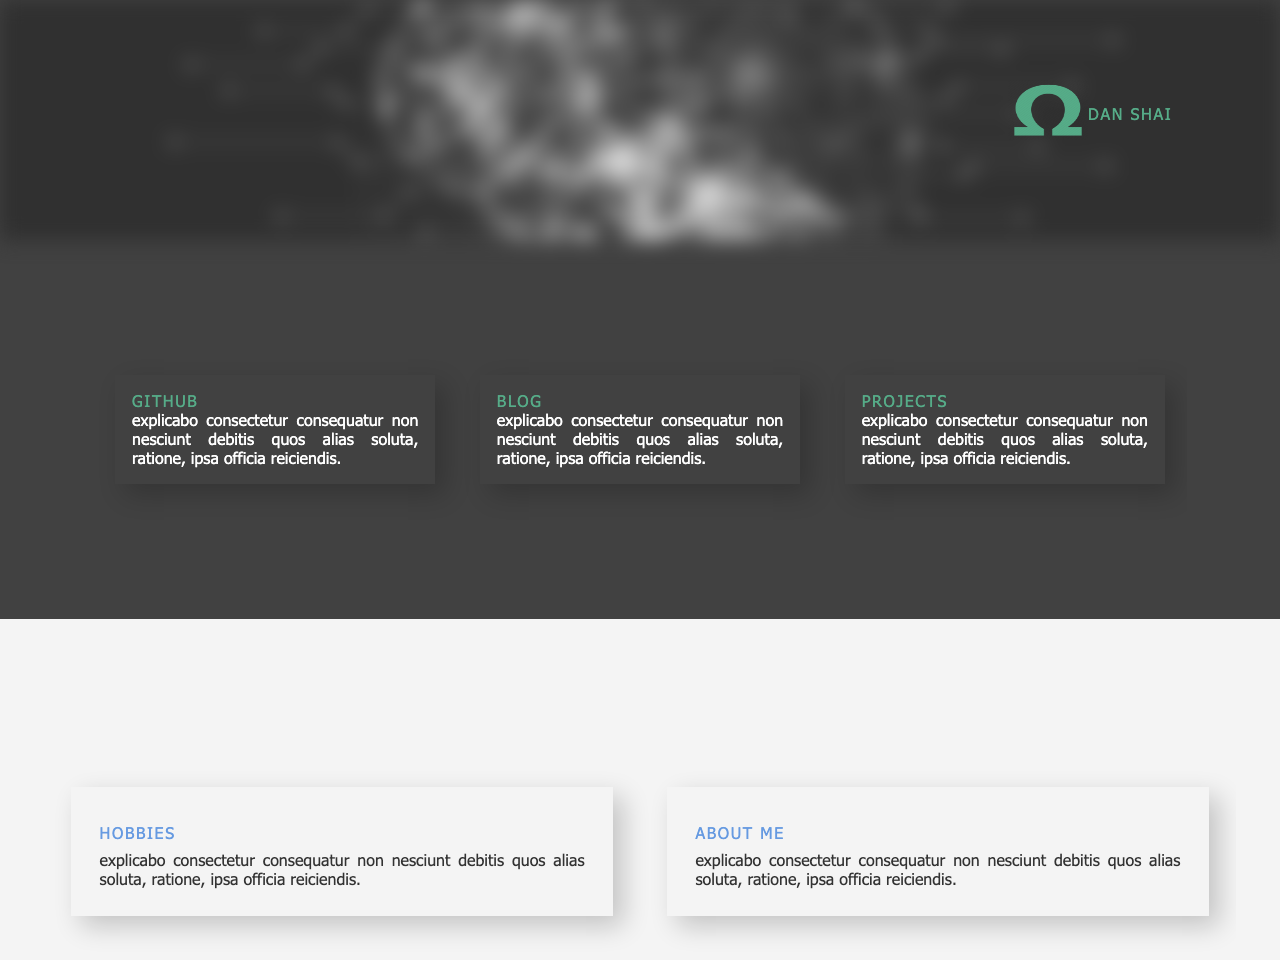 Ω DAN SHAI
GITHUB
explicabo consectetur consequatur non
nesciunt debitis quos alias soluta,
ratione, ipsa officia reiciendis.
BLOG
explicabo consectetur consequatur non
nesciunt debitis quos alias soluta,
ratione, ipsa officia reiciendis.
PROJECTS
explicabo consectetur consequatur non
nesciunt debitis quos alias soluta,
ratione, ipsa officia reiciendis.
HOBBIES
explicabo consectetur consequatur non nesciunt debitis quos alias
soluta, ratione, ipsa officia reiciendis.
ABOUT ME
explicabo consectetur consequatur non nesciunt debitis quos alias
soluta, ratione, ipsa officia reiciendis.